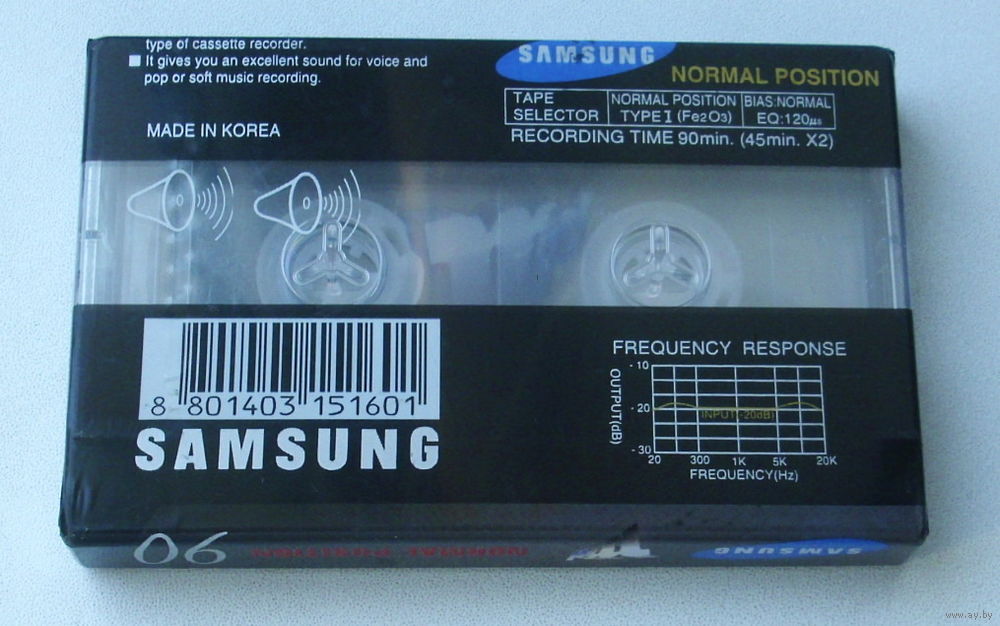 type of cassette recorder.
■ It gives you an excellent sound for voice and
pop or soft music recording.
MADE IN KOREA
SAMSUNG
NORMAL POSITION
TAPE SELECTOR
NORMAL POSITION TYPE I (Fe2O3)
BIAS:NORMAL EQ:120µs
RECORDING TIME 90min. (45min. X2)
8 801403 151601
SAMSUNG
FREQUENCY RESPONSE
OUTPUT(dB)
-10
-20
-30
INPUT(-20dB)
20 300 1K 5K 20K
FREQUENCY(Hz)
90
NORMAL POSITION
SAMSUNG
www.ay.by